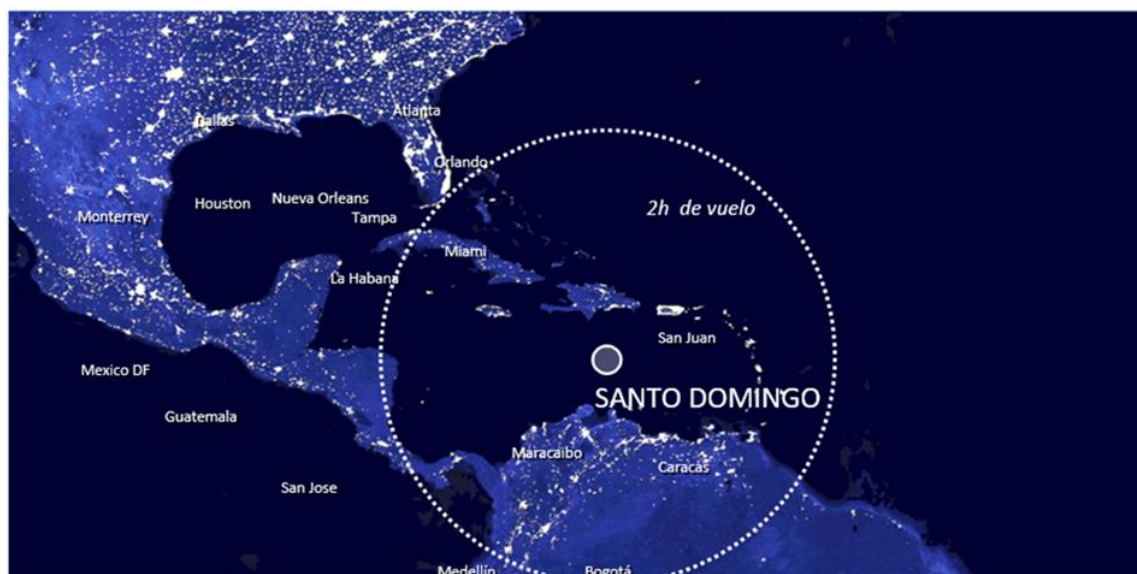 Atlanta
Dallas
Orlando
Houston
Nueva Orleans
2h de vuelo
Monterrey
Tampa
Miami
La Habana
San Juan
Mexico DF
SANTO DOMINGO
Guatemala
Maracaibo
Caracas
San Jose
Medellín
Bogotá